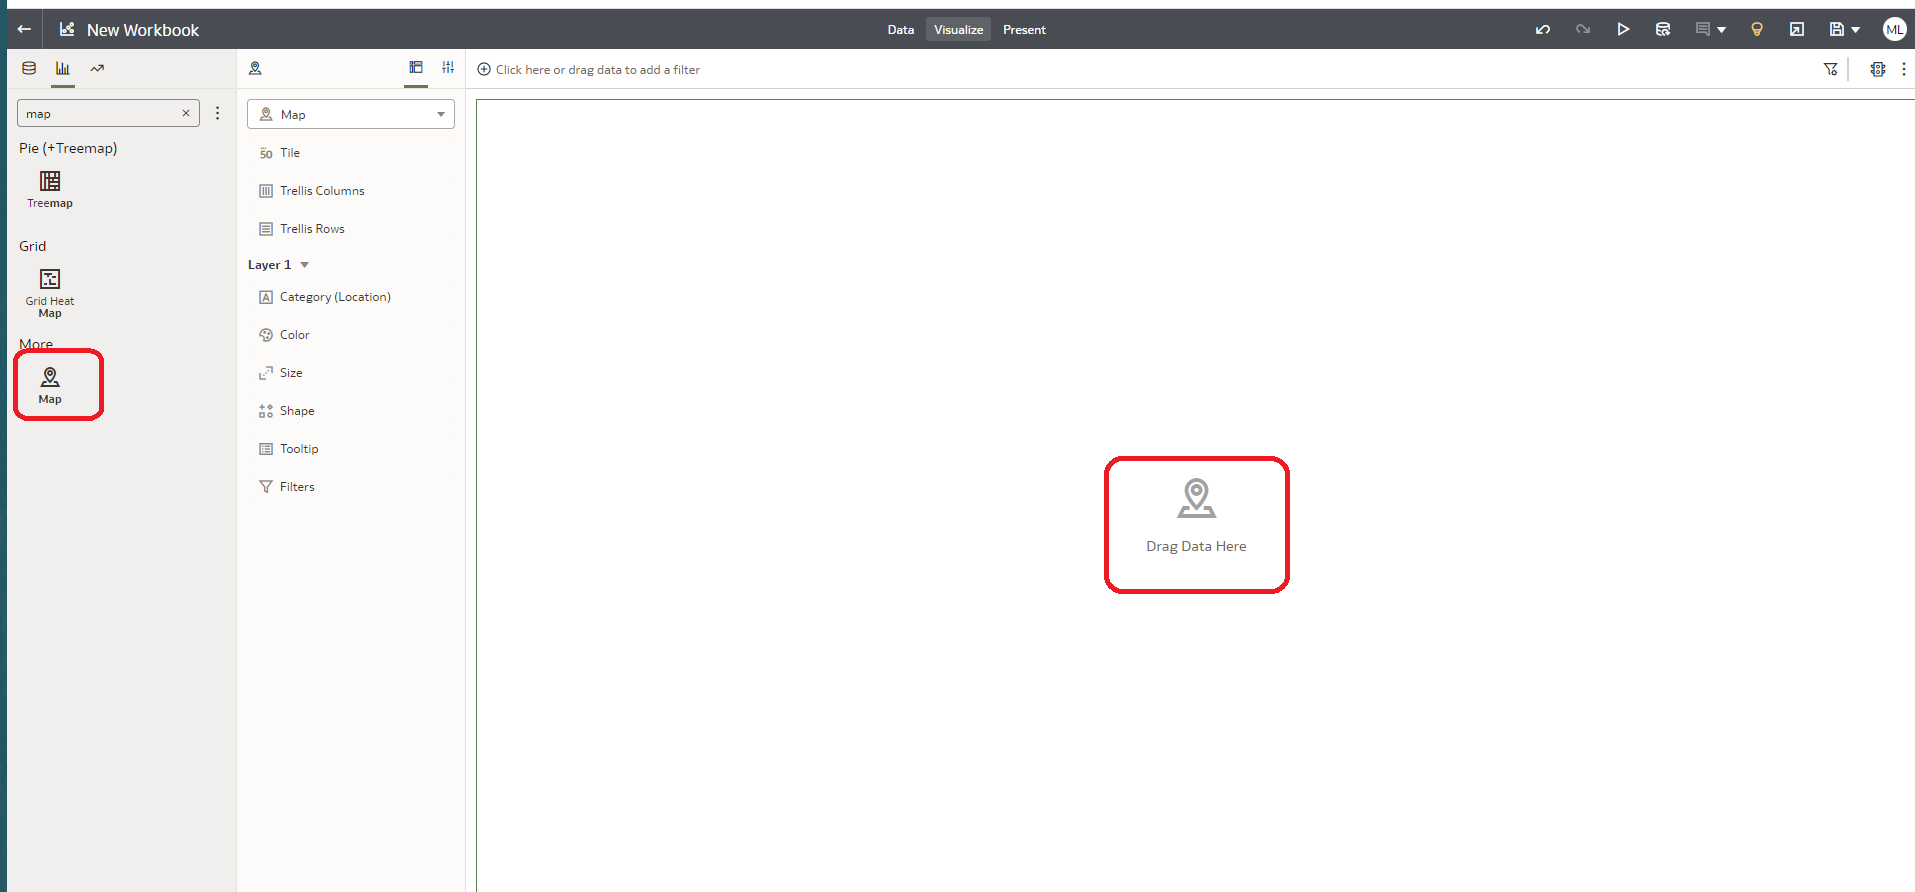 New Workbook
Data Visualize Present
ML
map
Click here or drag data to add a filter
Pie (+Treemap)
Treemap
Grid
Grid Heat
Map
More
Map
Map
50 Tile
Trellis Columns
Trellis Rows
Layer 1
A Category (Location)
Color
Size
Shape
Tooltip
Filters
Drag Data Here